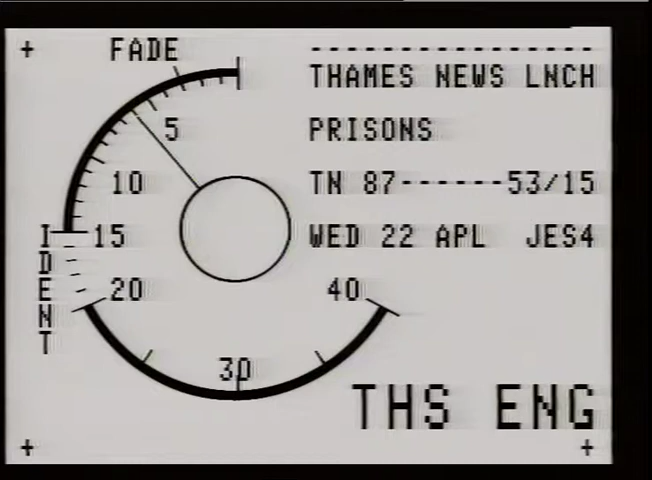 FADE
- - - - - - - - - - - - - - - - -
THAMES NEWS LNCH
5
PRISONS
10
TN 87------53/15
15
WED 22 APL JES4
IDENT
20
40
30
THS ENG